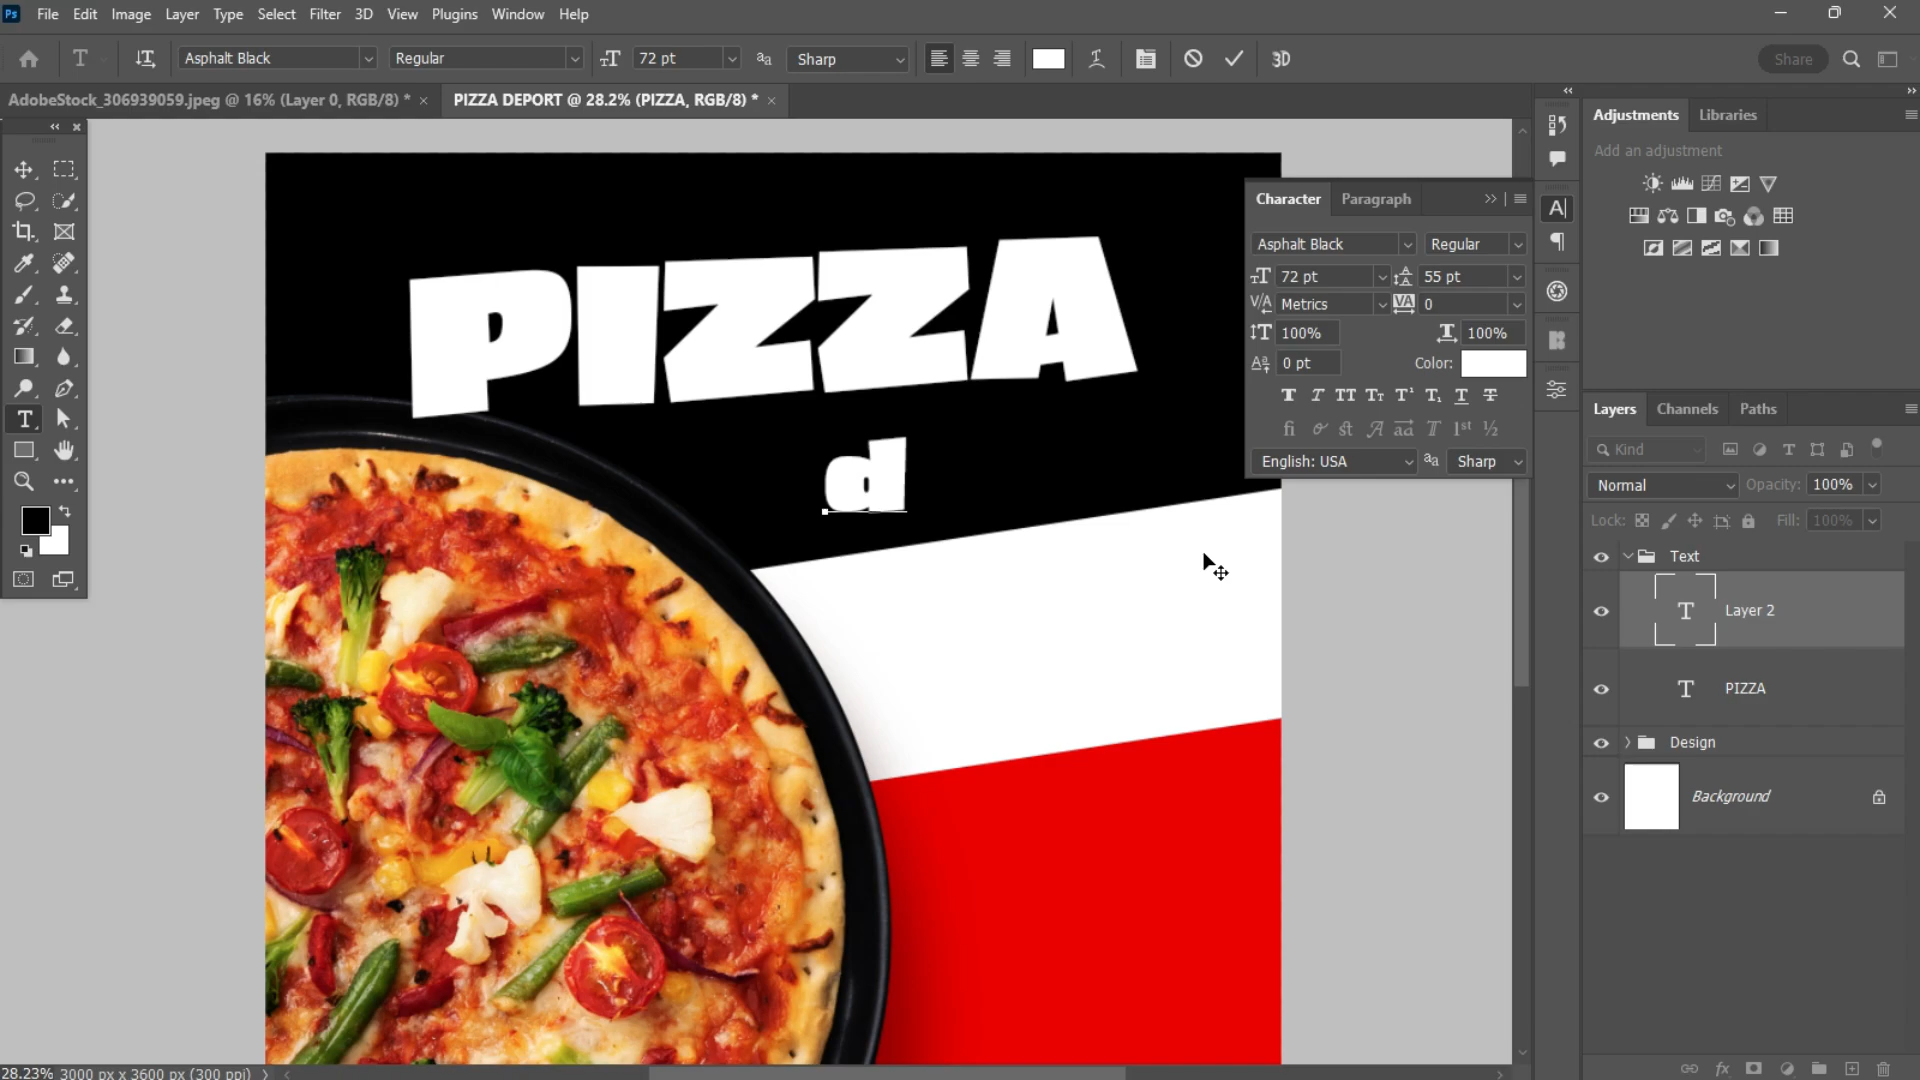 Ps File Edit Image Layer Type Select Filter 3D View Plugins Window Help
Asphalt Black Regular 72 pt Sharp 3D Share
AdobeStock_306939059.jpeg @ 16% (Layer 0, RGB/8) * × PIZZA DEPORT @ 28.2% (PIZZA, RGB/8) * ×
Adjustments Libraries
Add an adjustment
Character Paragraph
Asphalt Black Regular
72 pt 55 pt
Metrics 0
100% 100%
0 pt Color:
English: USA Sharp
PIZZA
d
Layers Channels Paths
Kind
Normal Opacity: 100%
Lock: Fill: 100%
Text
Layer 2
PIZZA
Design
Background
28.23% 3000 px x 3600 px (300 ppi)